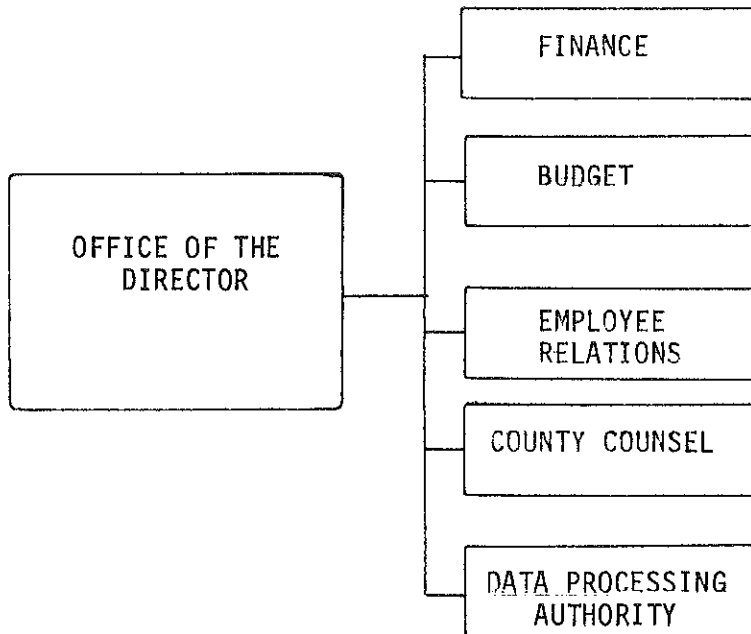 FINANCE
BUDGET
OFFICE OF THE
DIRECTOR
EMPLOYEE
RELATIONS
COUNTY COUNSEL
DATA PROCESSING
AUTHORITY